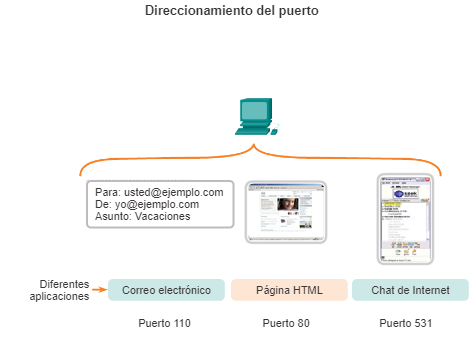 Direccionamiento del puerto
Para: usted@ejemplo.com
De: yo@ejemplo.com
Asunto: Vacaciones
Diferentes
aplicaciones
Correo electrónico
Página HTML
Chat de Internet
Puerto 110
Puerto 80
Puerto 531